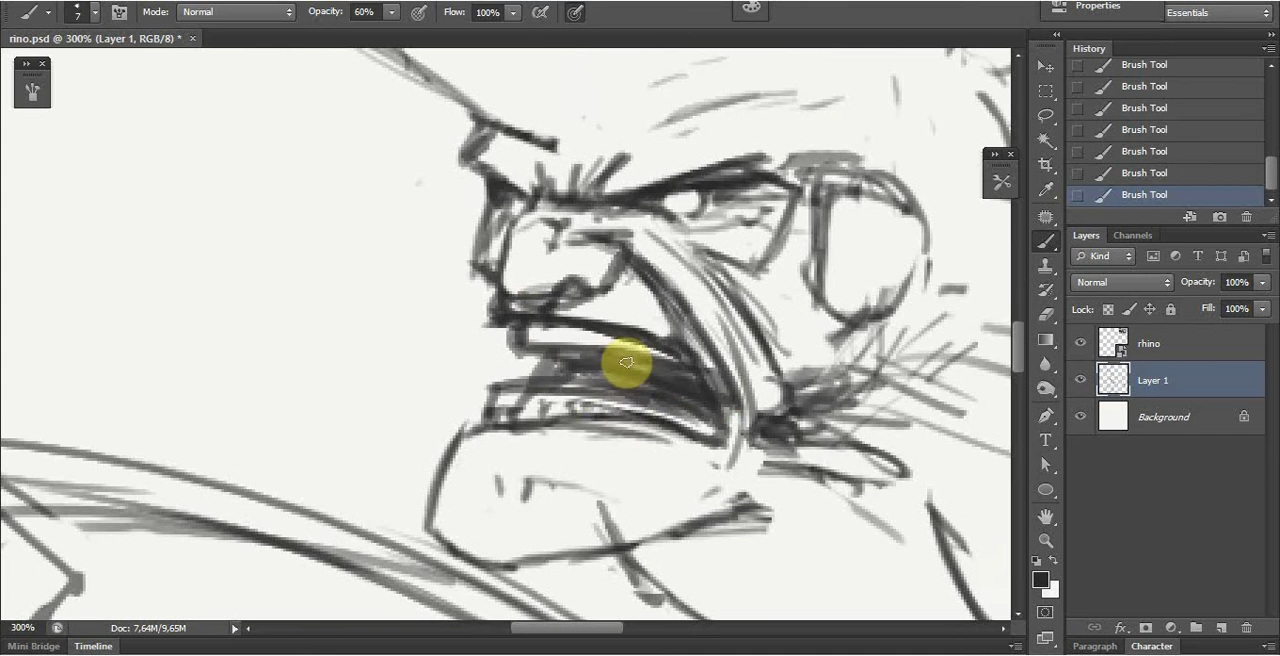 7 Mode: Normal Opacity: 60% Flow: 100% Properties Essentials
rino.psd @ 300% (Layer 1, RGB/8) *
History
Brush Tool
Brush Tool
Brush Tool
Brush Tool
Brush Tool
Brush Tool
Brush Tool
Layers Channels
Kind
Normal Opacity: 100%
Lock: Fill: 100%
rhino
Layer 1
Background
300% Doc: 7,64M/9,65M
Mini Bridge Timeline Paragraph Character